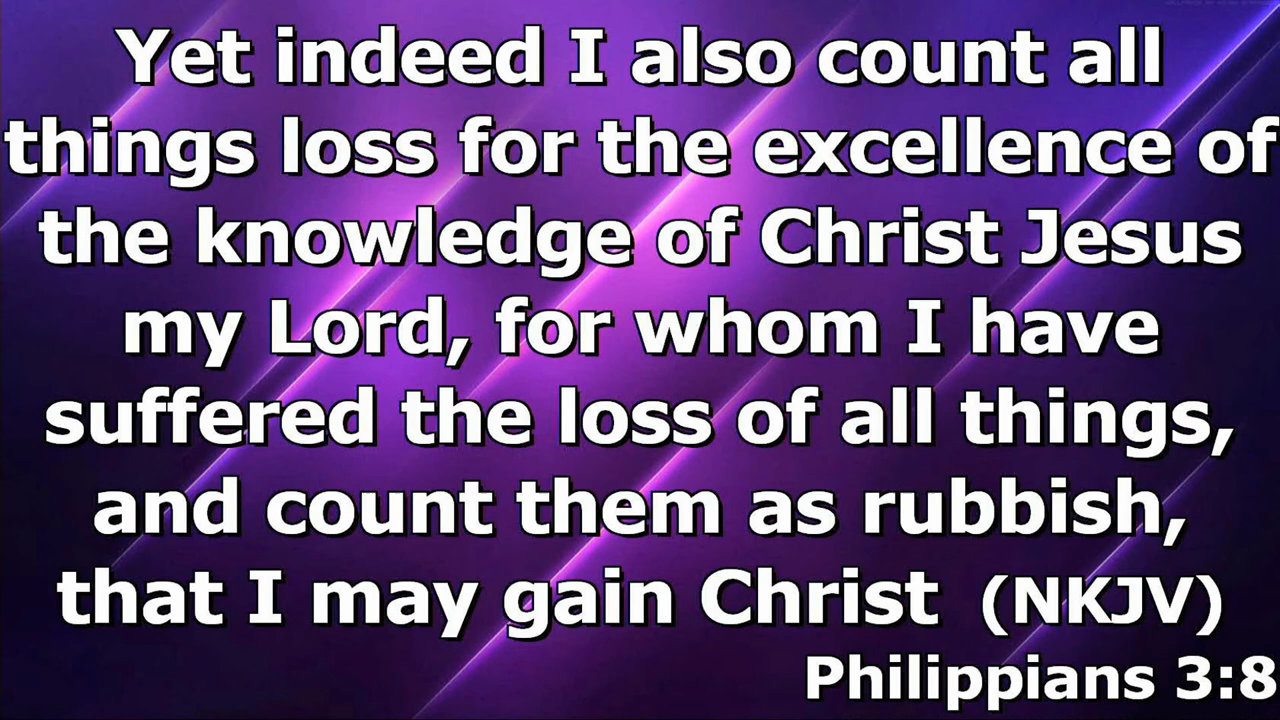 Yet indeed I also count all
things loss for the excellence of
the knowledge of Christ Jesus
my Lord, for whom I have
suffered the loss of all things,
and count them as rubbish,
that I may gain Christ (NKJV)
Philippians 3:8